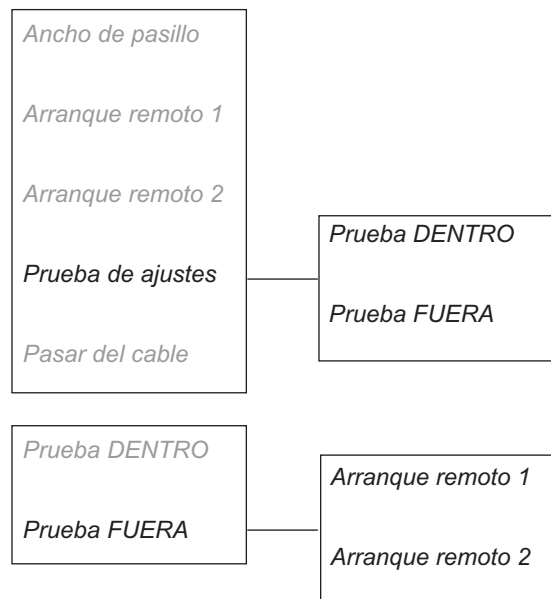 Ancho de pasillo
Arranque remoto 1
Arranque remoto 2
Prueba de ajustes
Pasar del cable
Prueba DENTRO
Prueba FUERA
Prueba DENTRO
Prueba FUERA
Arranque remoto 1
Arranque remoto 2